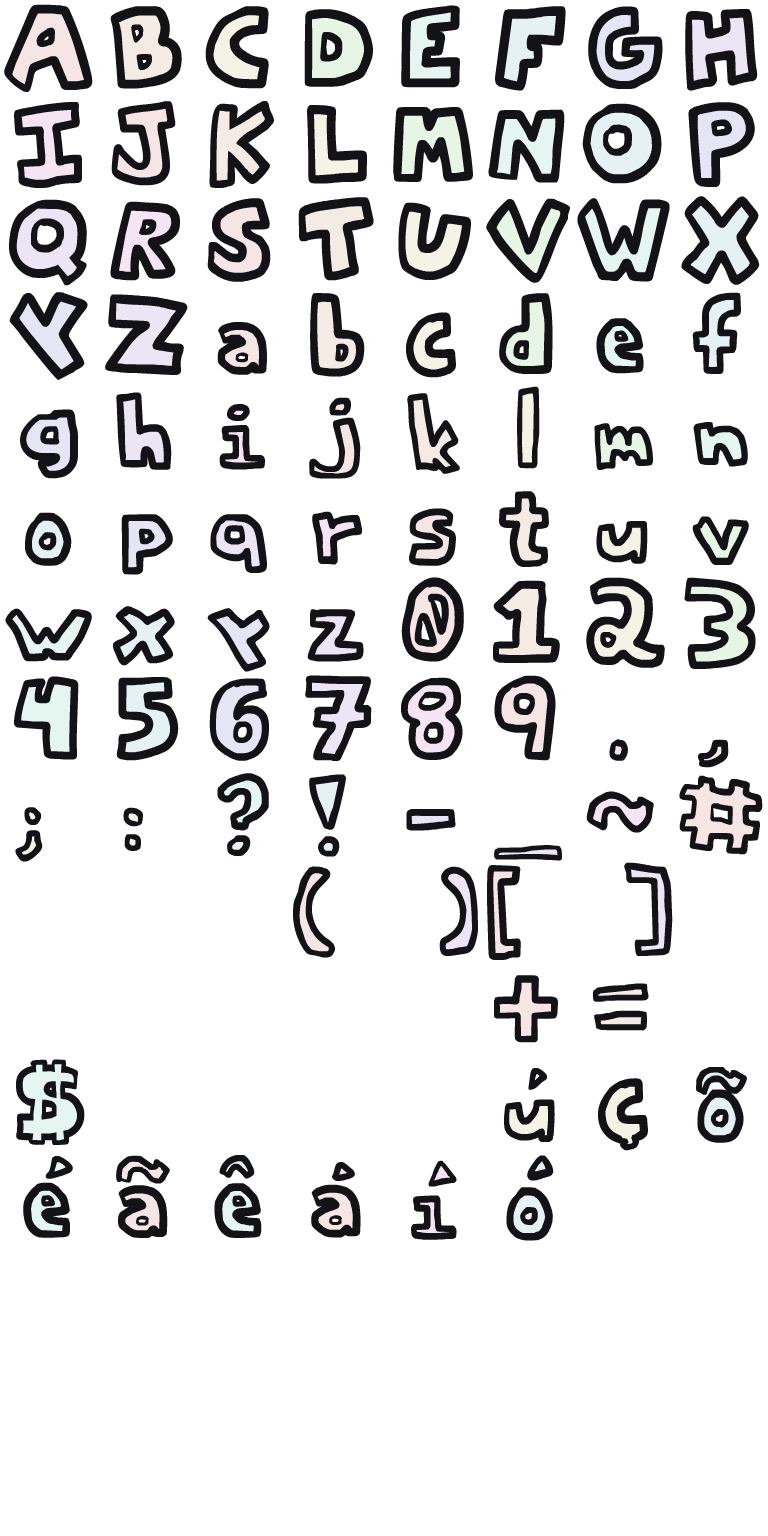 A B C D E F G H
I J K L M N O P
Q R S T U V W X
Y Z a b c d e f
g h i j k l m n
o p q r s t u v
w x y z 0 1 2 3
4 5 6 7 8 9 . ,
; : ? ! - _ ~ #
( ) [ ]
+ =
$ ú ç õ
é ã ê á í ó